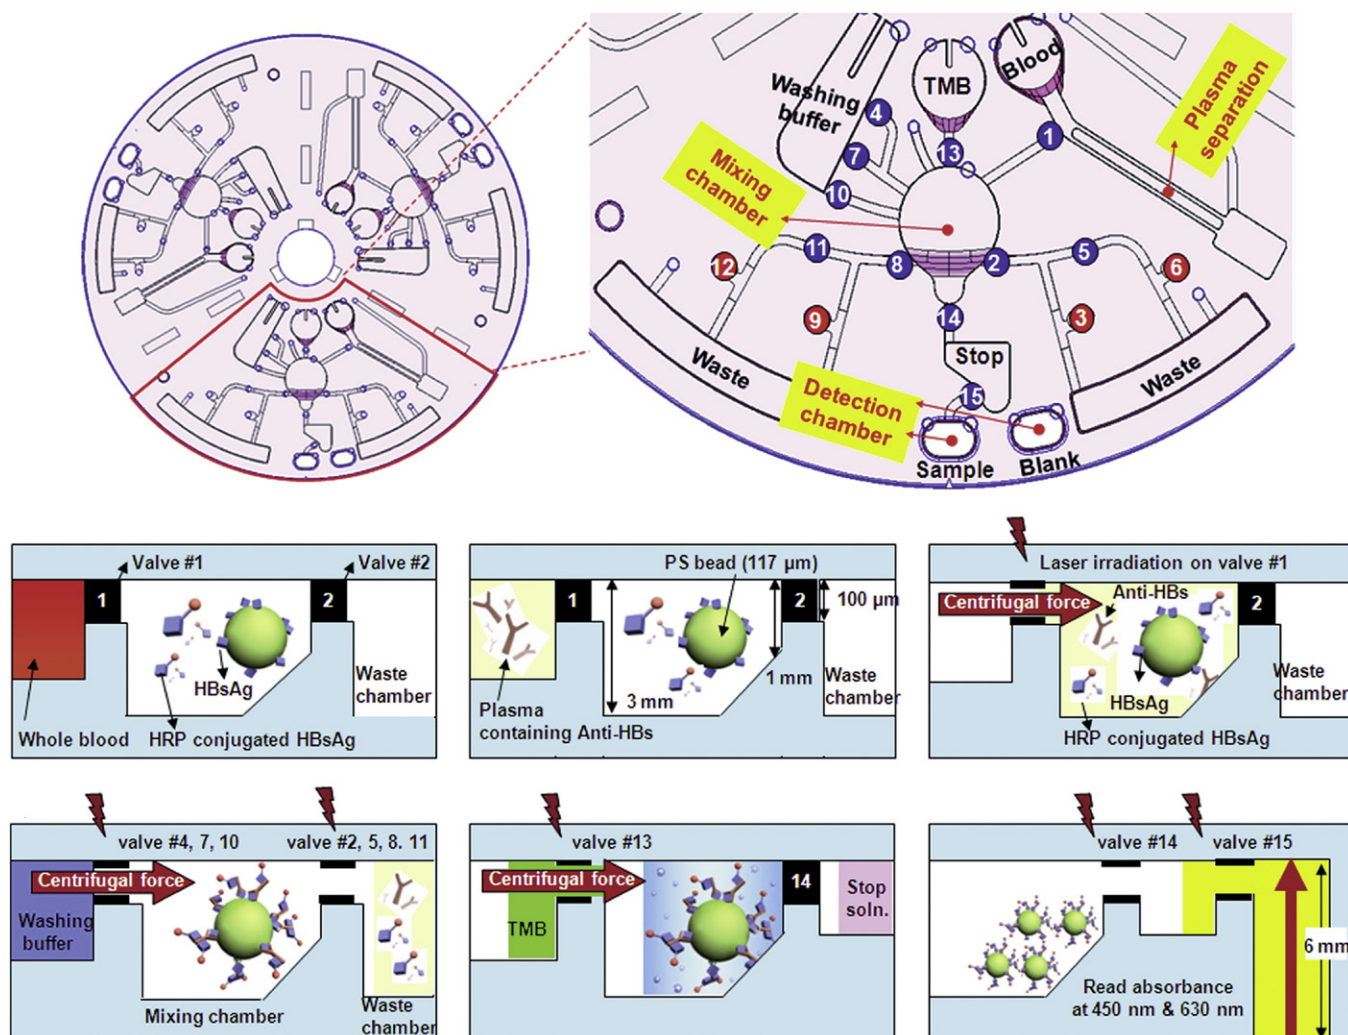 Washing
buffer
TMB
Blood
Plasma
separation
4
7
10
13
1
Mixing
chamber
12
11
8
2
5
6
9
14
3
Waste
Stop
15
Waste
Detection
chamber
Sample
Blank
Valve #1
Valve #2
1
2
HBsAg
Waste
chamber
Whole blood
HRP conjugated HBsAg
PS bead (117 µm)
1
2
100 µm
1 mm
3 mm
Waste
chamber
Plasma
containing Anti-HBs
Laser irradiation on valve #1
Centrifugal force
Anti-HBs
2
HBsAg
Waste
chamber
HRP conjugated HBsAg
valve #4, 7, 10
valve #2, 5, 8. 11
Centrifugal force
Washing
buffer
Mixing chamber
Waste
chamber
valve #13
Centrifugal force
TMB
14
Stop
soln.
valve #14
valve #15
6 mm
Read absorbance
at 450 nm & 630 nm